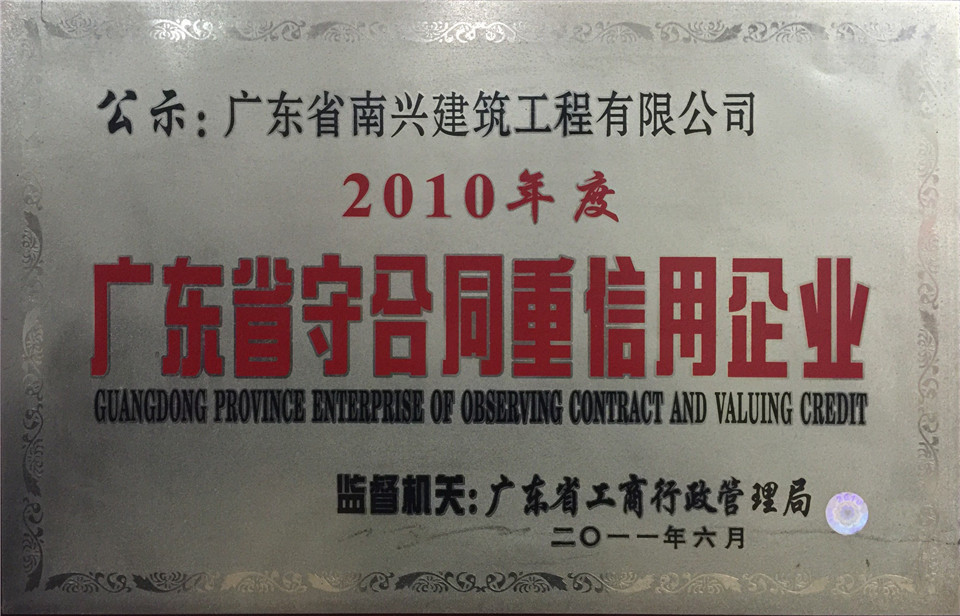 公示：广东省南兴建筑工程有限公司
2010年度
广东省守合同重信用企业
GUANGDONG PROVINCE ENTERPRISE OF OBSERVING CONTRACT AND VALUING CREDIT
监督机关：广东省工商行政管理局
二〇一一年六月